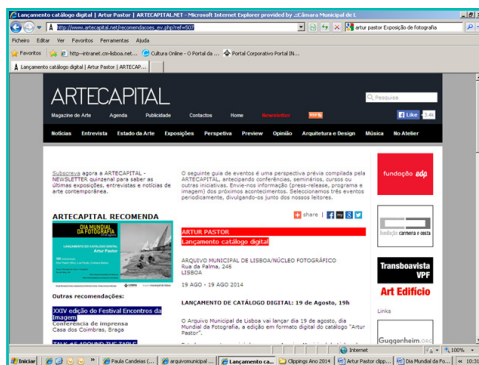 Lançamento catálogo digital | Artur Pastor | ARTECAPITAL.NET - Microsoft Internet Explorer provided by
http://www.artecapital.net/recomendacoes_ev.php?ref=503
artur pastor Exposição de fotografia
Ficheiro Editar Ver Favoritos Ferramentas Ajuda
Favoritos
Cultura Online - O Portal da ...
Portal Corporativo Portal IN...
Lançamento catálogo digital | Artur Pastor | ARTECAP...
ARTECAPITAL
Pesquisa
Magazine de Arte Agenda Publicidade Contactos Home Newsletter
Like
Notícias Entrevista Estado da Arte Exposições Perspetiva Preview Opinião Arquitetura e Design Música No Atelier
Subscreva agora a ARTECAPITAL -
NEWSLETTER quinzenal para saber as
últimas exposições, entrevistas e notícias de
arte contemporânea.
O seguinte guia de eventos é uma perspectiva prévia compilada pela
ARTECAPITAL, antecipando conferências, seminários, cursos ou
outras iniciativas. Envie-nos informação (press-release, programa e
imagem) dos próximos acontecimentos. Seleccionamos três eventos
periodicamente, divulgando-os junto dos nossos leitores.
fundação edp
share
ARTECAPITAL RECOMENDA
DIA MUNDIAL
DA FOTOGRAFIA
Artur Pastor
ARTUR PASTOR
Lançamento catálogo digital
ARQUIVO MUNICIPAL DE LISBOA/NÚCLEO FOTOGRÁFICO
Rua da Palma, 246
LISBOA
19 AGO - 19 AGO 2014
fundação carmona e costa
Transboavista
VPF
Art Edifício
Outras recomendações:
XXIV edição do Festival Encontros da
Imagem
Conferência de imprensa
Casa dos Coimbras, Braga
LANÇAMENTO DE CATÁLOGO DIGITAL: 19 de Agosto, 19h
O Arquivo Municipal de Lisboa vai lançar dia 19 de agosto, dia
Mundial da Fotografia, a edição em formato digital do catálogo "Artur
Pastor".
Links
Guggenheim
Internet
100%
Iniciar
Paula Candeias (...
arquivomunicipal ...
Lançamento ca...
Clippings Ano 2014
Artur Pastor clipp...
Dia Mundial da Fo...